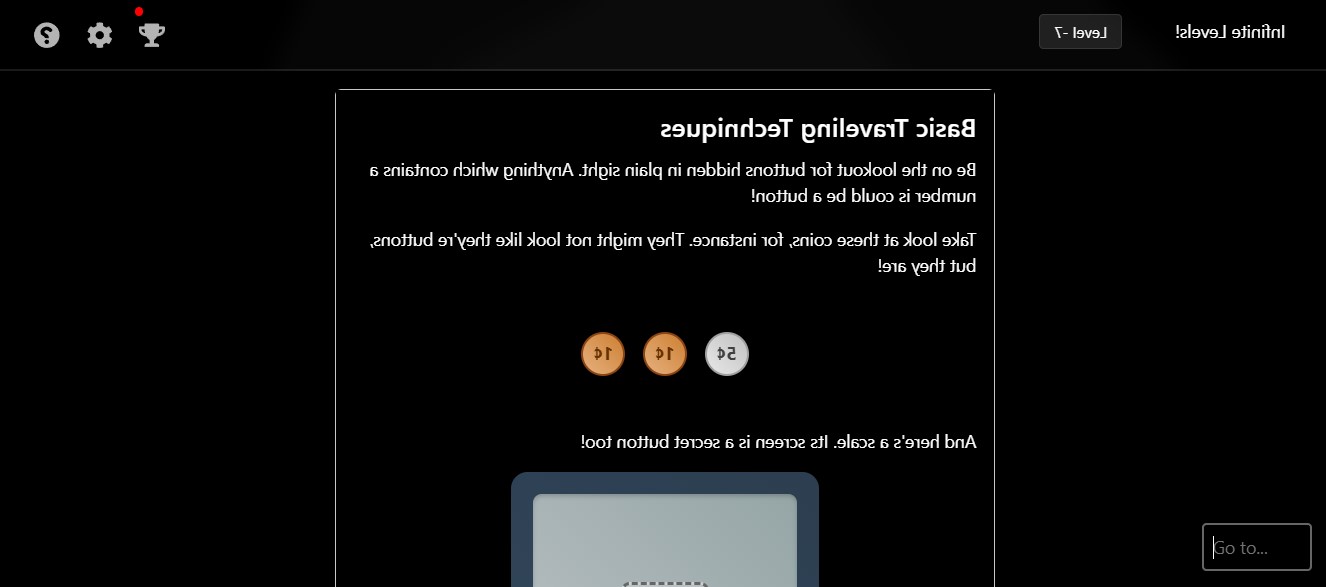 Infinite Levels!
Level -7
Basic Traveling Techniques
Be on the lookout for buttons hidden in plain sight. Anything which contains a
number is could be a button!
Take look at these coins, for instance. They might not look like they're buttons,
but they are!
5¢ 1¢ 1¢
And here's a scale. Its screen is a secret button too!
Go to...